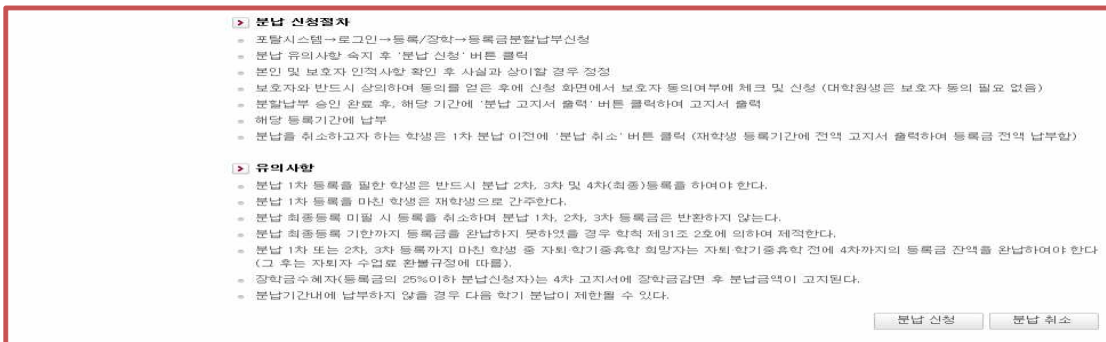 분납 신청절차
포탈시스템→로그인→등록/장학→등록금분할납부신청
분납 유의사항 숙지 후 '분납 신청' 버튼 클릭
본인 및 보호자 인적사항 확인 후 사실과 상이할 경우 정정
보호자와 반드시 상의하여 동의를 얻은 후에 신청 화면에서 보호자 동의여부에 체크 및 신청 (대학원생은 보호자 동의 필요 없음)
분할납부 승인 완료 후, 해당 기간에 '분납 고지서 출력' 버튼 클릭하여 고지서 출력
해당 등록기간에 납부
분납을 취소하고자 하는 학생은 1차 분납 이전에 '분납 취소' 버튼 클릭 (재학생 등록기간에 전액 고지서 출력하여 등록금 전액 납부함)
유의사항
분납 1차 등록을 필한 학생은 반드시 분납 2차, 3차 및 4차(최종)등록을 하여야 한다.
분납 1차 등록을 마친 학생은 재학생으로 간주한다.
분납 최종등록 미필 시 등록을 취소하며 분납 1차, 2차, 3차 등록금은 반환하지 않는다.
분납 최종등록 기한까지 등록금을 완납하지 못하였을 경우 학칙 제31조 2호에 의하여 제적한다.
분납 1차 또는 2차, 3차 등록까지 마친 학생 중 자퇴·학기중휴학 희망자는 자퇴·학기중휴학 전에 4차까지의 등록금 잔액을 완납하여야 한다
(그 후는 자퇴자 수업료 환불규정에 따름).
장학금수혜자(등록금의 25%이하 분납신청자)는 4차 고지서에 장학금감면 후 분납금액이 고지된다.
분납기간내에 납부하지 않을 경우 다음 학기 분납이 제한될 수 있다.
분납 신청 분납 취소